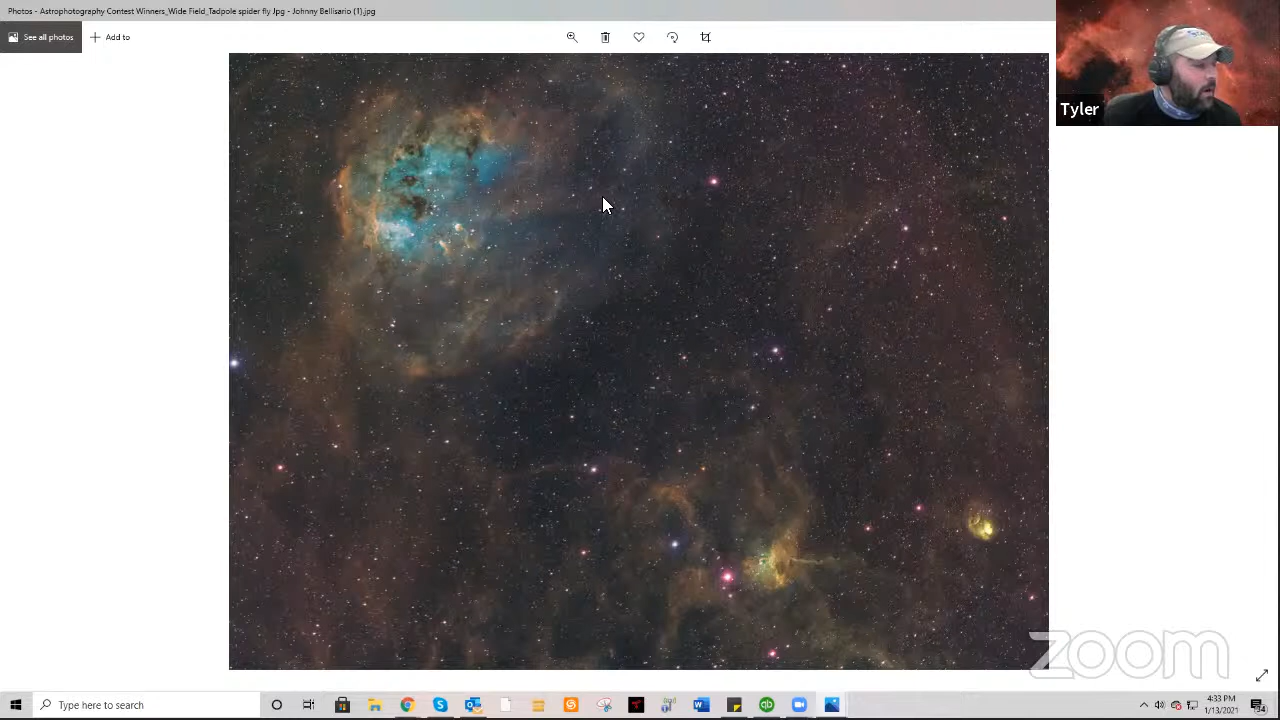 Photos - Astrophotography Contest Winners_Wide Field_Tadpole spider fly Jpg - Johnny Bellisario (1).jpg
See all photos
Add to
Tyler
zoom
Type here to search
4:33 PM
1/13/2021